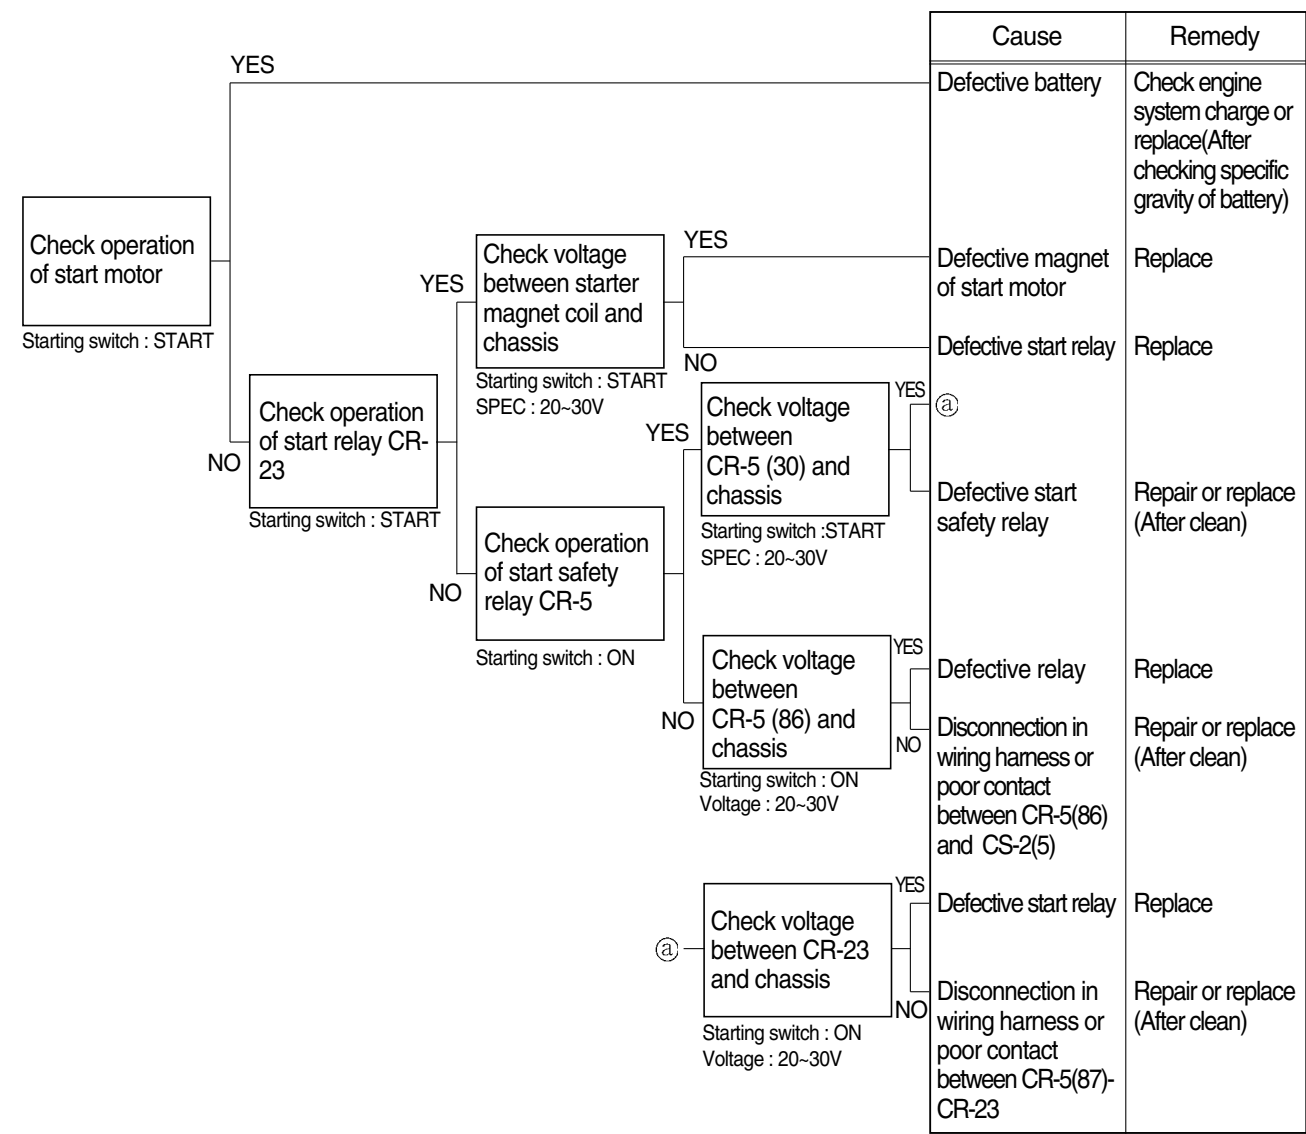 Cause
Remedy
YES
Defective battery
Check engine
system charge or
replace(After
checking specific
gravity of battery)
Check operation
of start motor
Starting switch : START
YES
Check voltage
between starter
magnet coil and
chassis
Starting switch : START
SPEC : 20~30V
YES
Defective magnet
of start motor
Replace
NO
Defective start relay
Replace
NO
Check operation
of start relay CR-
23
Starting switch : START
YES
Check voltage
between
CR-5 (30) and
chassis
Starting switch :START
SPEC : 20~30V
YES
ⓐ
Defective start
safety relay
Repair or replace
(After clean)
NO
Check operation
of start safety
relay CR-5
Starting switch : ON
NO
Check voltage
between
CR-5 (86) and
chassis
Starting switch : ON
Voltage : 20~30V
YES
Defective relay
Replace
NO
Disconnection in
wiring harness or
poor contact
between CR-5(86)
and CS-2(5)
Repair or replace
(After clean)
ⓐ
Check voltage
between CR-23
and chassis
Starting switch : ON
Voltage : 20~30V
YES
Defective start relay
Replace
NO
Disconnection in
wiring harness or
poor contact
between CR-5(87)-
CR-23
Repair or replace
(After clean)